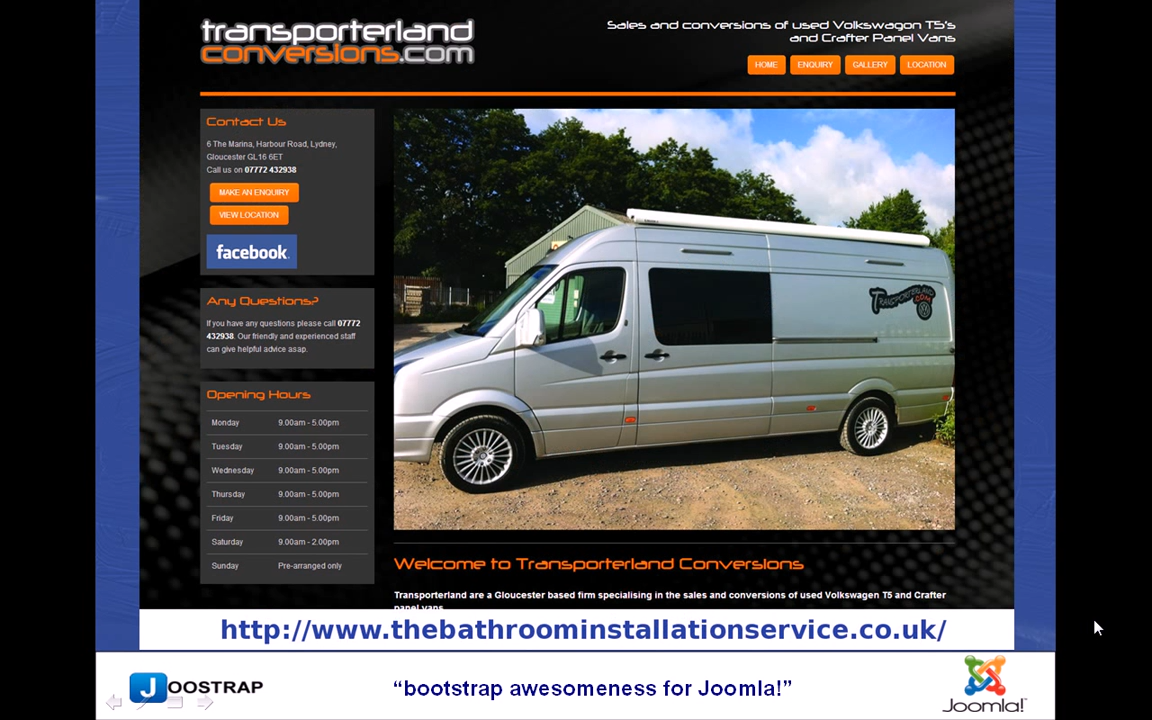 transporterland
conversions.com
Sales and conversions of used Volkswagon T5's
and Crafter Panel Vans
HOME ENQUIRY GALLERY LOCATION
Contact Us
6 The Marina, Harbour Road, Lydney,
Gloucester GL16 6ET
Call us on 07772 432938
MAKE AN ENQUIRY
VIEW LOCATION
facebook.
Any Questions?
If you have any questions please call 07772
432938. Our friendly and experienced staff
can give helpful advice asap.
Opening Hours
Monday 9.00am - 5.00pm
Tuesday 9.00am - 5.00pm
Wednesday 9.00am - 5.00pm
Thursday 9.00am - 5.00pm
Friday 9.00am - 5.00pm
Saturday 9.00am - 2.00pm
Sunday Pre-arranged only
TRANSPORTERLAND
.COM
Welcome to Transporterland Conversions
Transporterland are a Gloucester based firm specialising in the sales and conversions of used Volkswagen T5 and Crafter
panel vans
http://www.thebathroominstallationservice.co.uk/
JOOSTRAP
“bootstrap awesomeness for Joomla!”
Joomla!